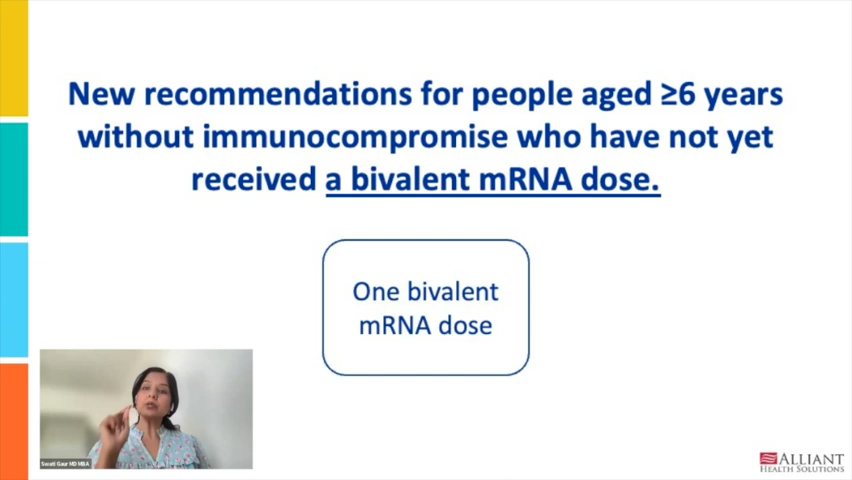 New recommendations for people aged ≥6 years
without immunocompromise who have not yet
received a bivalent mRNA dose.
One bivalent
mRNA dose
Swati Gaur MD MBA
ALLIANT
HEALTH SOLUTIONS